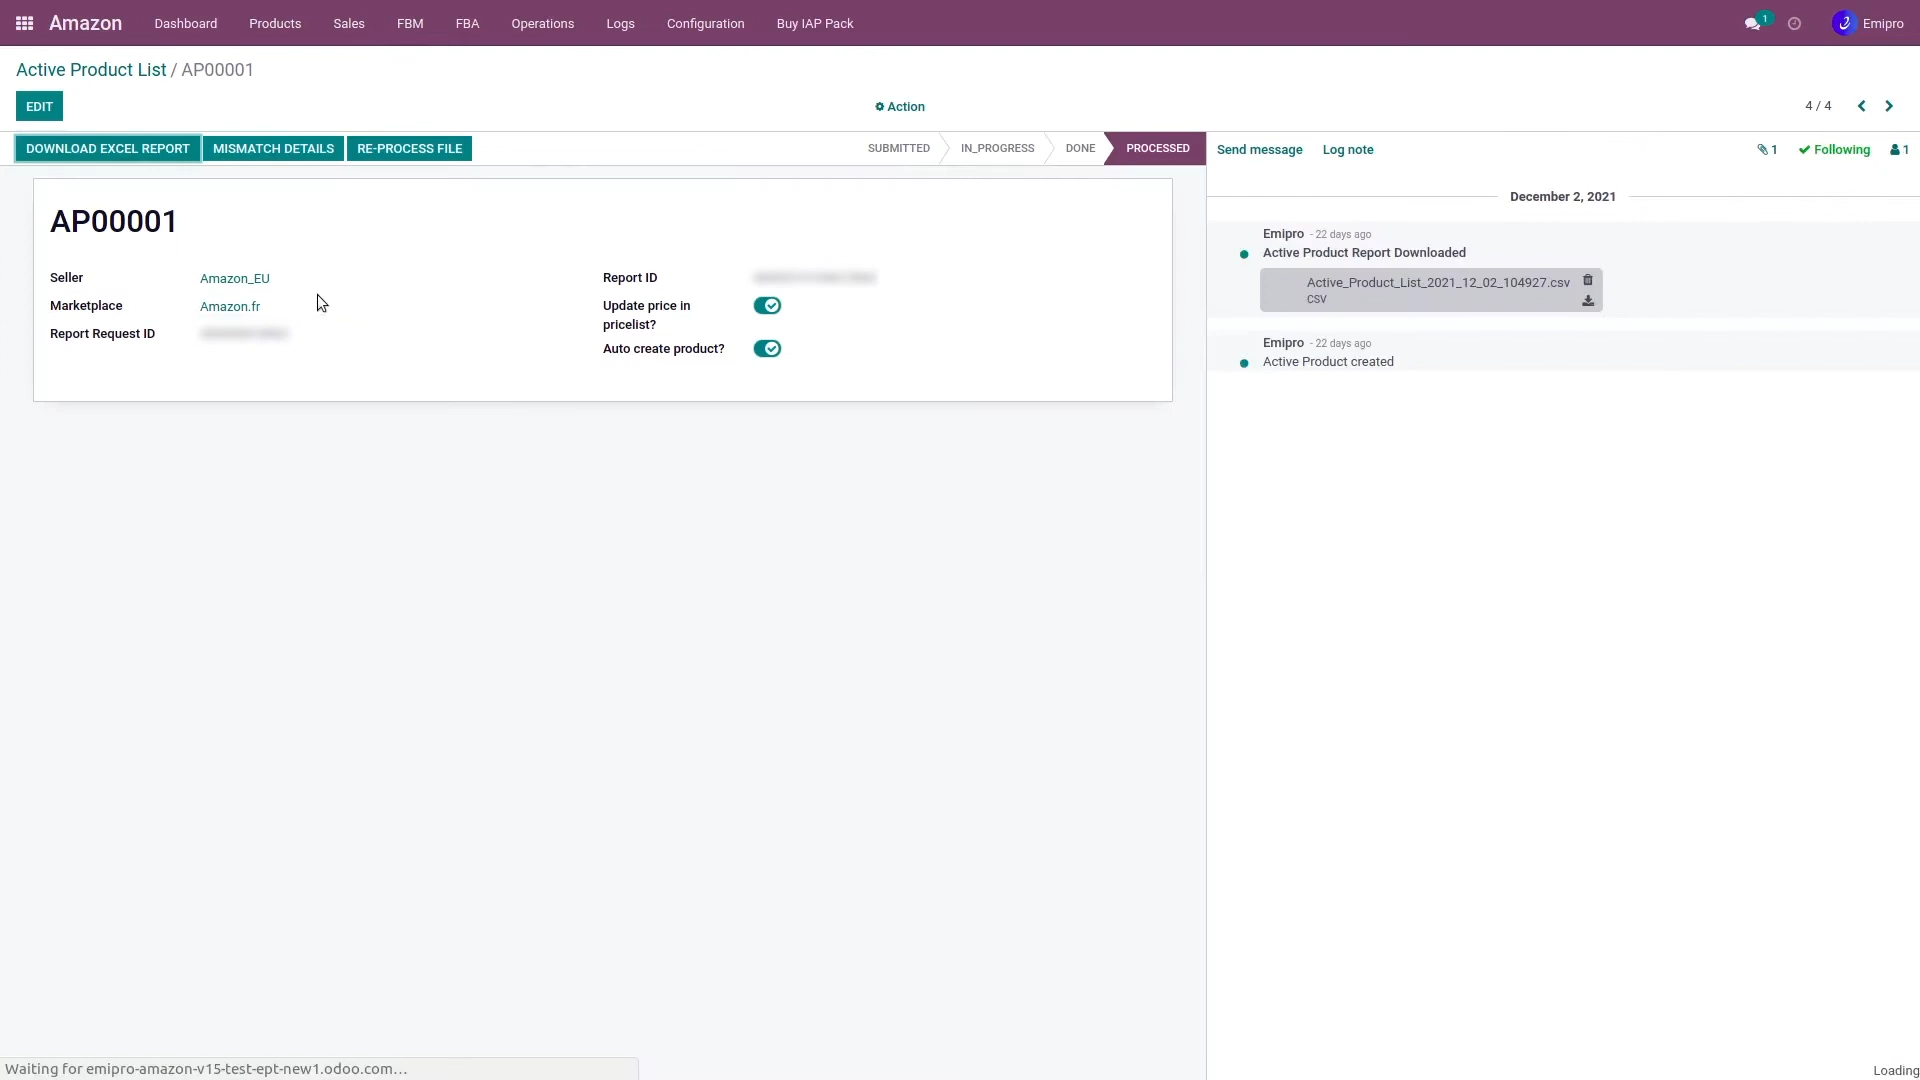 Amazon Dashboard Products Sales FBM FBA Operations Logs Configuration Buy IAP Pack 1 Emipro
Active Product List / AP00001
EDIT Action 4 / 4
DOWNLOAD EXCEL REPORT MISMATCH DETAILS RE-PROCESS FILE SUBMITTED IN_PROGRESS DONE PROCESSED
AP00001
Seller Amazon_EU
Marketplace Amazon.fr
Report Request ID
Report ID
Update price in
pricelist?
Auto create product?
Send message Log note 1 Following 1
December 2, 2021
Emipro - 22 days ago
Active Product Report Downloaded
Active_Product_List_2021_12_02_104927.csv
CSV
Emipro - 22 days ago
Active Product created
Waiting for emipro-amazon-v15-test-ept-new1.odoo.com…
Loading